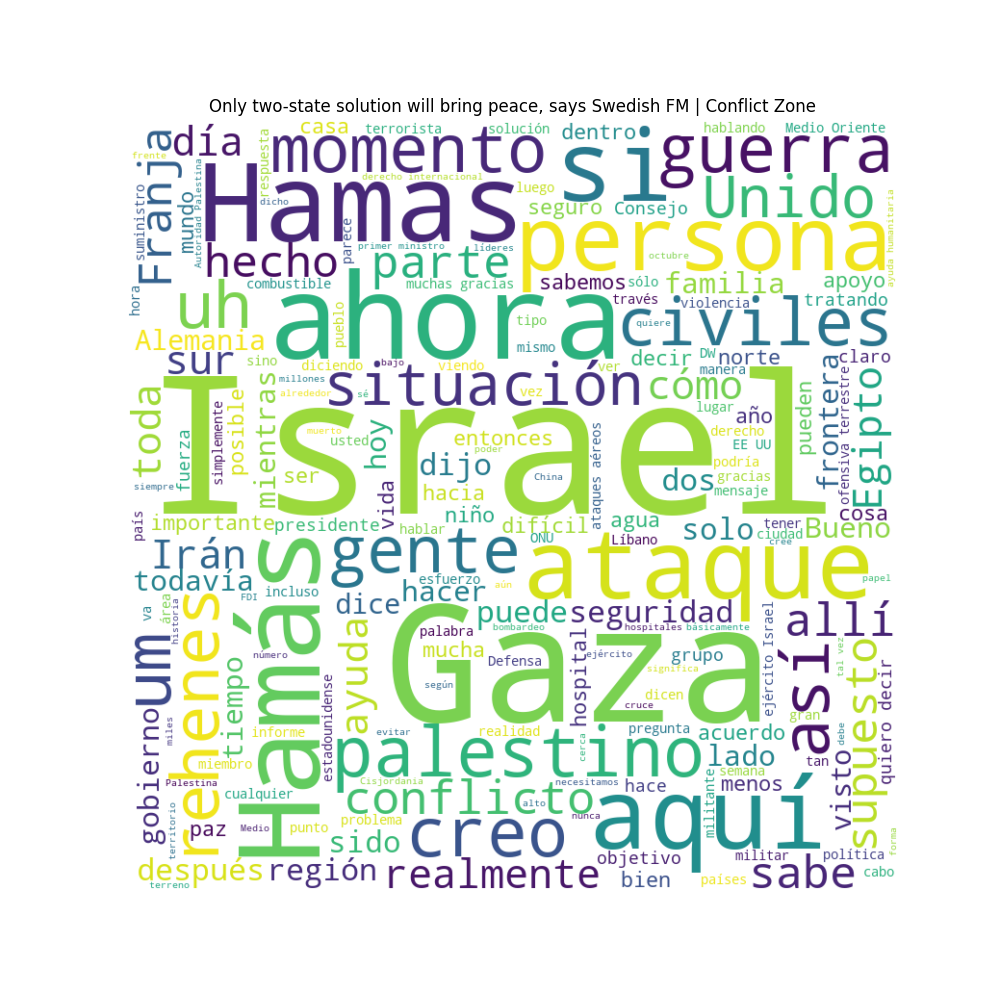 Only two-state solution will bring peace, says Swedish FM | Conflict Zone
casa
terrorista
solución
dentro
hablando
Medio Oriente
día
momento
si
guerra
frente
Franja
respuesta
derecho internacional
Hamas
luego
Unido
suministro
mundo
Autoridad Palestina
dicho
seguro
Consejo
persona
ayuda humanitaria
parece
primer ministro
líderes
octubre
hecho
parte
sabemos
sólo
familia
apoyo
hora
combustible
muchas gracias
través
violencia
tratando
uh
ahora
pueblo
tipo
quiere
civiles
Alemania
mismo
sur
sino
diciendo
bajo
viendo
ver
decir
DW
norte
frontera
claro
millones
situación
manera
cómo
toda
alrededor
sé
vez
lugar
año
pueden
ofensiva terrestre
Egipto
Israel
fuerza
simplemente
posible
mientras
hoy
muerto
usted
entonces
poder
ataques aéreos
derecho
EE UU
podría
siempre
ser
vida
dijo
China
dos
gracias
mensaje
hacia
cosa
país
importante
presidente
hablar
niño
difícil
agua
solo
tener
ciudad
Bueno
Irán
Hamás
gente
ONU
Líbano
cree
ataque
todavía
FDI
incluso
esfuerzo
aún
papel
va
área
historia
rehenes
dice
hacer
puede
seguridad
allí
um
ayudar
palabra
bombardeo
hospitales
básicamente
mucha
Gaza
Defensa
hospital
ejército
grupo
ejército Israel
así
tal vez
supuesto
quiero decir
gobierno
tiempo
número
según
significa
dicen
cruce
miles
estadounidense
informe
evitar
realidad
pregunta
acuerdo
gran
debe
miembro
palestino
cerca
lado
tan
visto
Palestina
cualquier
Cisjordania
necesitamos
hace
semana
menos
militante
territorio
paz
Medio
punto
problema
conflicto
alto
nunca
aquí
forma
sido
creo
objetivo
militar
política
después
región
realmente
bien
países
sabe
cabo
terreno